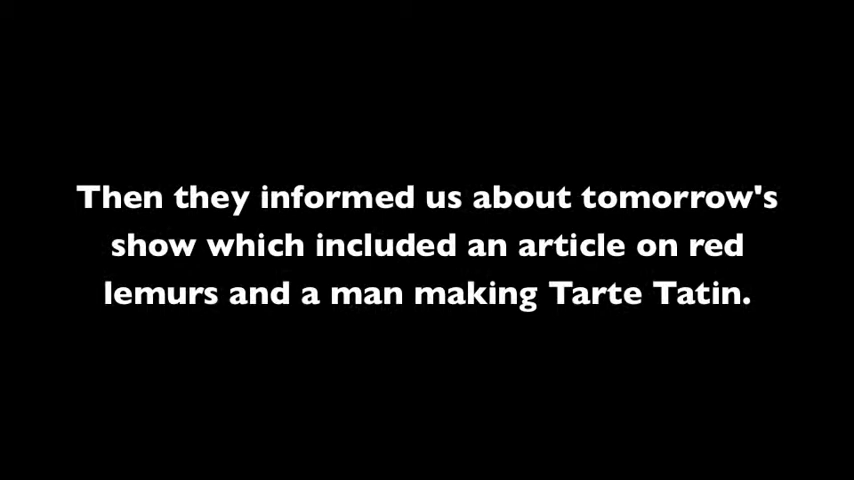 Then they informed us about tomorrow's
show which included an article on red
lemurs and a man making Tarte Tatin.